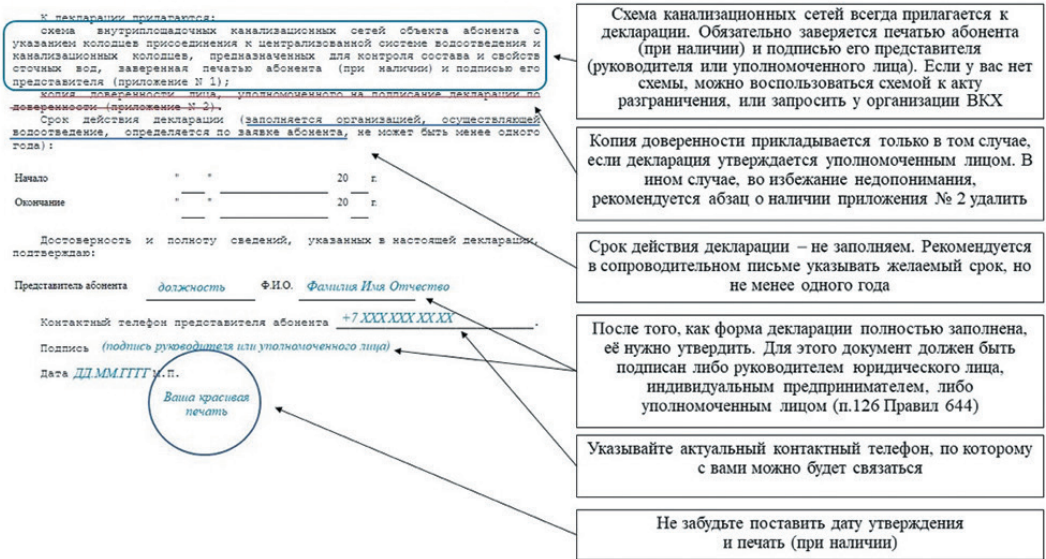 К декларации прилагаются:
схема внутриплощадочных канализационных сетей объекта абонента с
указанием колодцев присоединения к централизованной системе водоотведения и
канализационных колодцев, предназначенных для контроля состава и свойств
сточных вод, заверенная печатью абонента (при наличии) и подписью его
представителя (приложение N 1);
копия доверенности лица, уполномоченного на подписание декларации по
доверенности (приложение N 2).
Срок действия декларации (заполняется организацией, осуществляющей
водоотведение, определяется по заявке абонента, не может быть менее одного
года):
Начало " " 20 г.
Окончание " " 20 г.
Достоверность и полноту сведений, указанных в настоящей декларации,
подтверждаю:
Представитель абонента должность Ф.И.О. Фамилия Имя Отчество
Контактный телефон представителя абонента +7 XXX XXX XX XX.
Подпись (подпись руководителя или уполномоченного лица)
Дата ДД.ММ.ГГГГ М.П.
Ваша красивая
печать
Схема канализационных сетей всегда прилагается к
декларации. Обязательно заверяется печатью абонента
(при наличии) и подписью его представителя
(руководителя или уполномоченного лица). Если у вас нет
схемы, можно воспользоваться схемой к акту
разграничения, или запросить у организации ВКХ
Копия доверенности прикладывается только в том случае,
если декларация утверждается уполномоченным лицом. В
ином случае, во избежание недопонимания,
рекомендуется абзац о наличии приложения № 2 удалить
Срок действия декларации – не заполняем. Рекомендуется
в сопроводительном письме указывать желаемый срок, но
не менее одного года
После того, как форма декларации полностью заполнена,
её нужно утвердить. Для этого документ должен быть
подписан либо руководителем юридического лица,
индивидуальным предпринимателем, либо
уполномоченным лицом (п.126 Правил 644)
Указывайте актуальный контактный телефон, по которому
с вами можно будет связаться
Не забудьте поставить дату утверждения
и печать (при наличии)